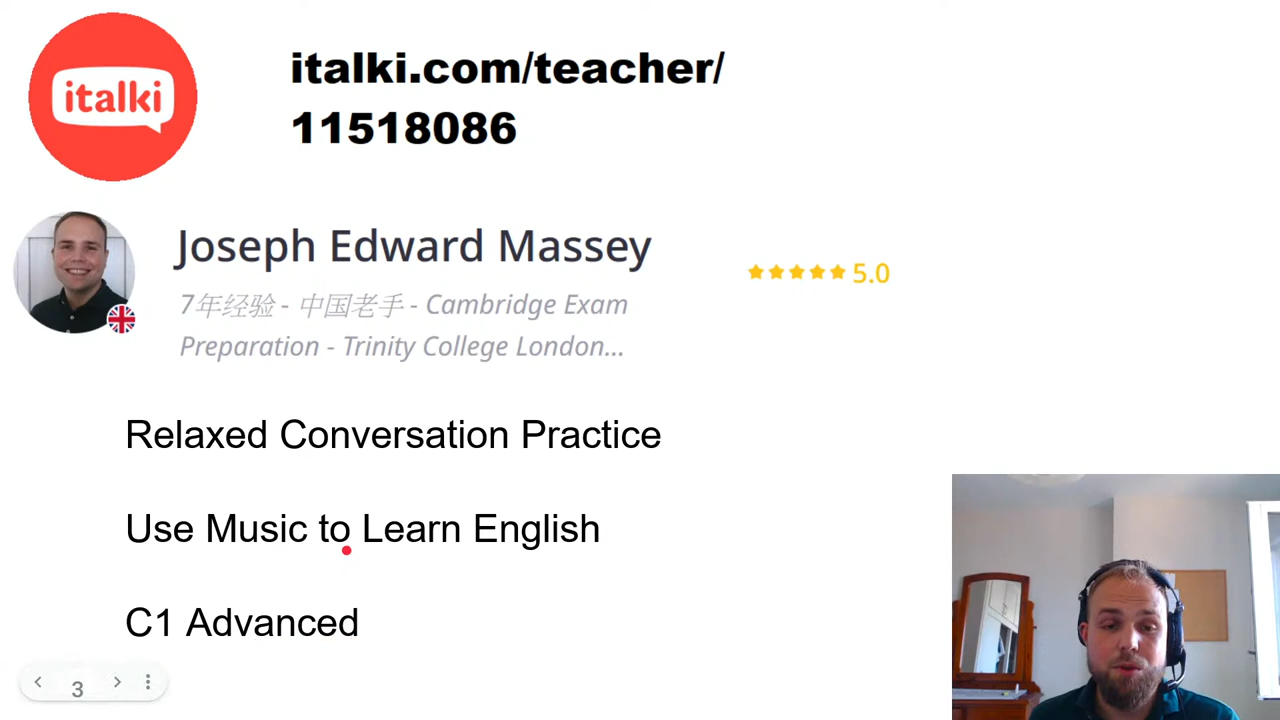 italki
italki.com/teacher/
11518086
Joseph Edward Massey
5.0
7年经验 - 中国老手 - Cambridge Exam
Preparation - Trinity College London...
Relaxed Conversation Practice
Use Music to Learn English
C1 Advanced
3